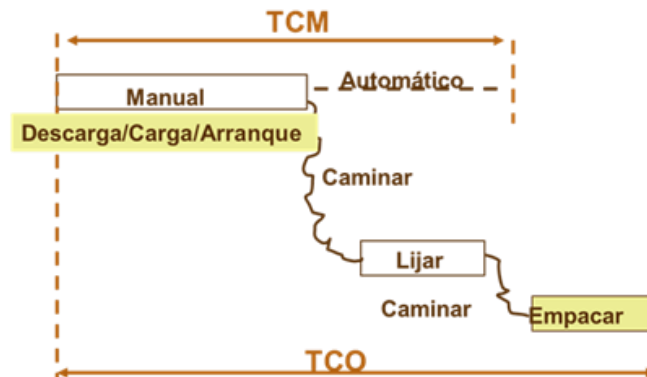 TCM
Automático
Manual
Descarga/Carga/Arranque
Caminar
Lijar
Caminar
Empacar
TCO